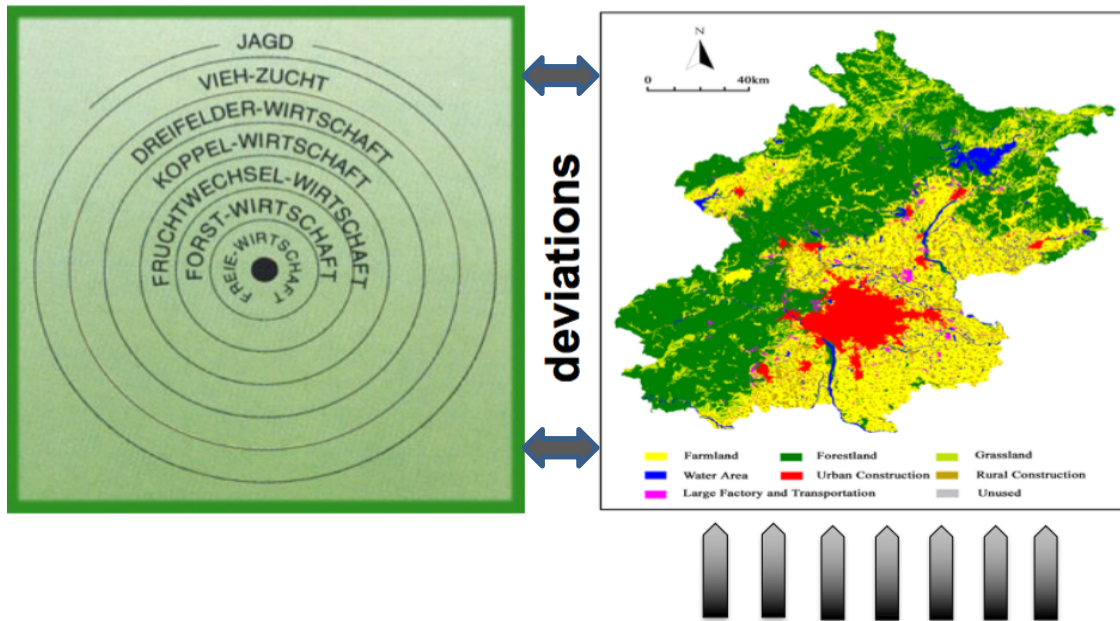 JAGD
VIEH-ZUCHT
DREIFELDER-WIRTSCHAFT
KOPPEL-WIRTSCHAFT
FRUCHTWECHSEL-WIRTSCHAFT
FORST-WIRTSCHAFT
FREIE-WIRTSCHAFT
deviations
N
0 40km
Farmland Forestland Grassland
Water Area Urban Construction Rural Construction
Large Factory and Transportation Unused